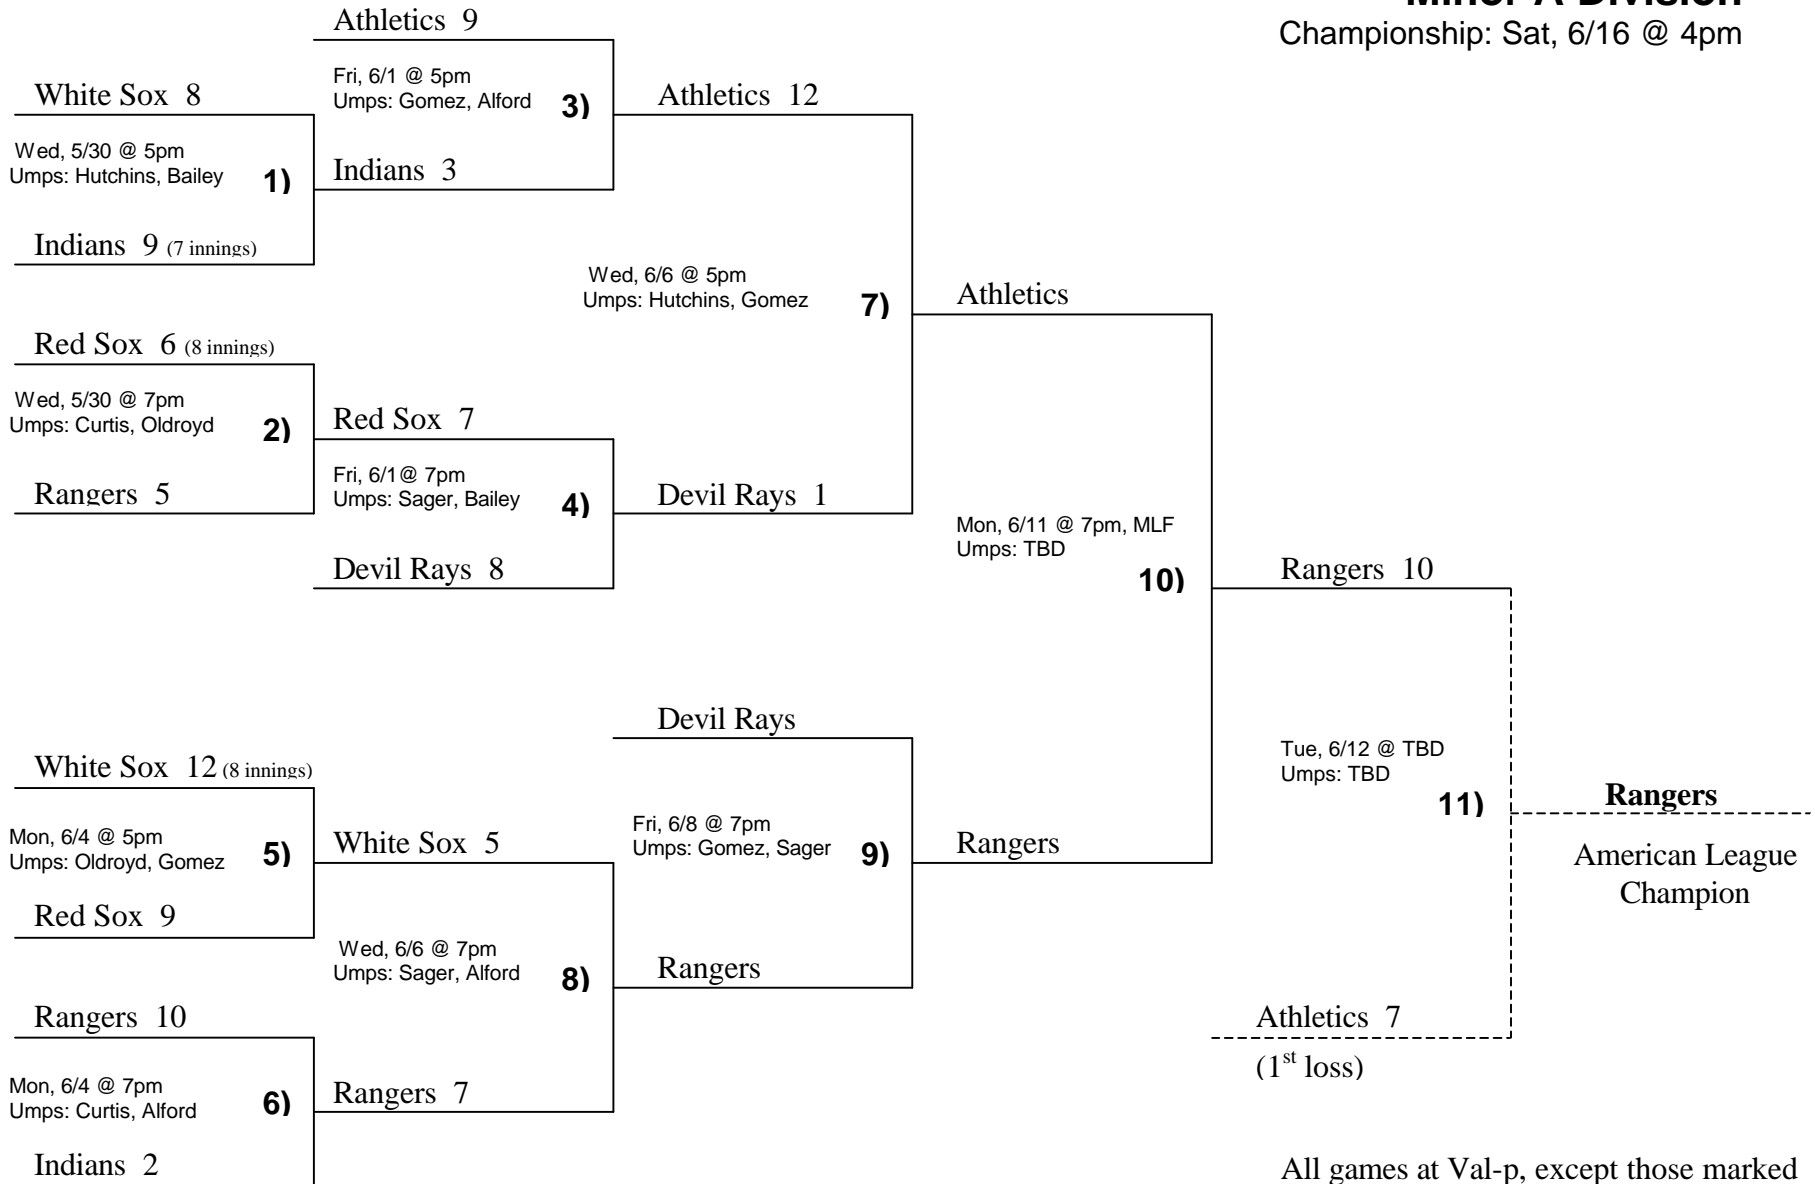 Minor A Division
Championship: Sat, 6/16 @ 4pm
Athletics 9
Fri, 6/1 @ 5pm
Umps: Gomez, Alford
3)
Indians 3
White Sox 8
Wed, 5/30 @ 5pm
Umps: Hutchins, Bailey
1)
Indians 9 (7 innings)
Athletics 12
Wed, 6/6 @ 5pm
Umps: Hutchins, Gomez
7)
Athletics
Red Sox 6 (8 innings)
Wed, 5/30 @ 7pm
Umps: Curtis, Oldroyd
2)
Rangers 5
Red Sox 7
Fri, 6/1@ 7pm
Umps: Sager, Bailey
4)
Devil Rays 8
Devil Rays 1
Mon, 6/11 @ 7pm, MLF
Umps: TBD
10)
Rangers 10
Devil Rays
White Sox 12 (8 innings)
Mon, 6/4 @ 5pm
Umps: Oldroyd, Gomez
5)
Red Sox 9
White Sox 5
Wed, 6/6 @ 7pm
Umps: Sager, Alford
8)
Rangers 7
Fri, 6/8 @ 7pm
Umps: Gomez, Sager
9)
Rangers
Rangers
Tue, 6/12 @ TBD
Umps: TBD
11)
Rangers
American League
Champion
Rangers 10
Mon, 6/4 @ 7pm
Umps: Curtis, Alford
6)
Indians 2
Athletics 7
(1st loss)
All games at Val-p, except those marked